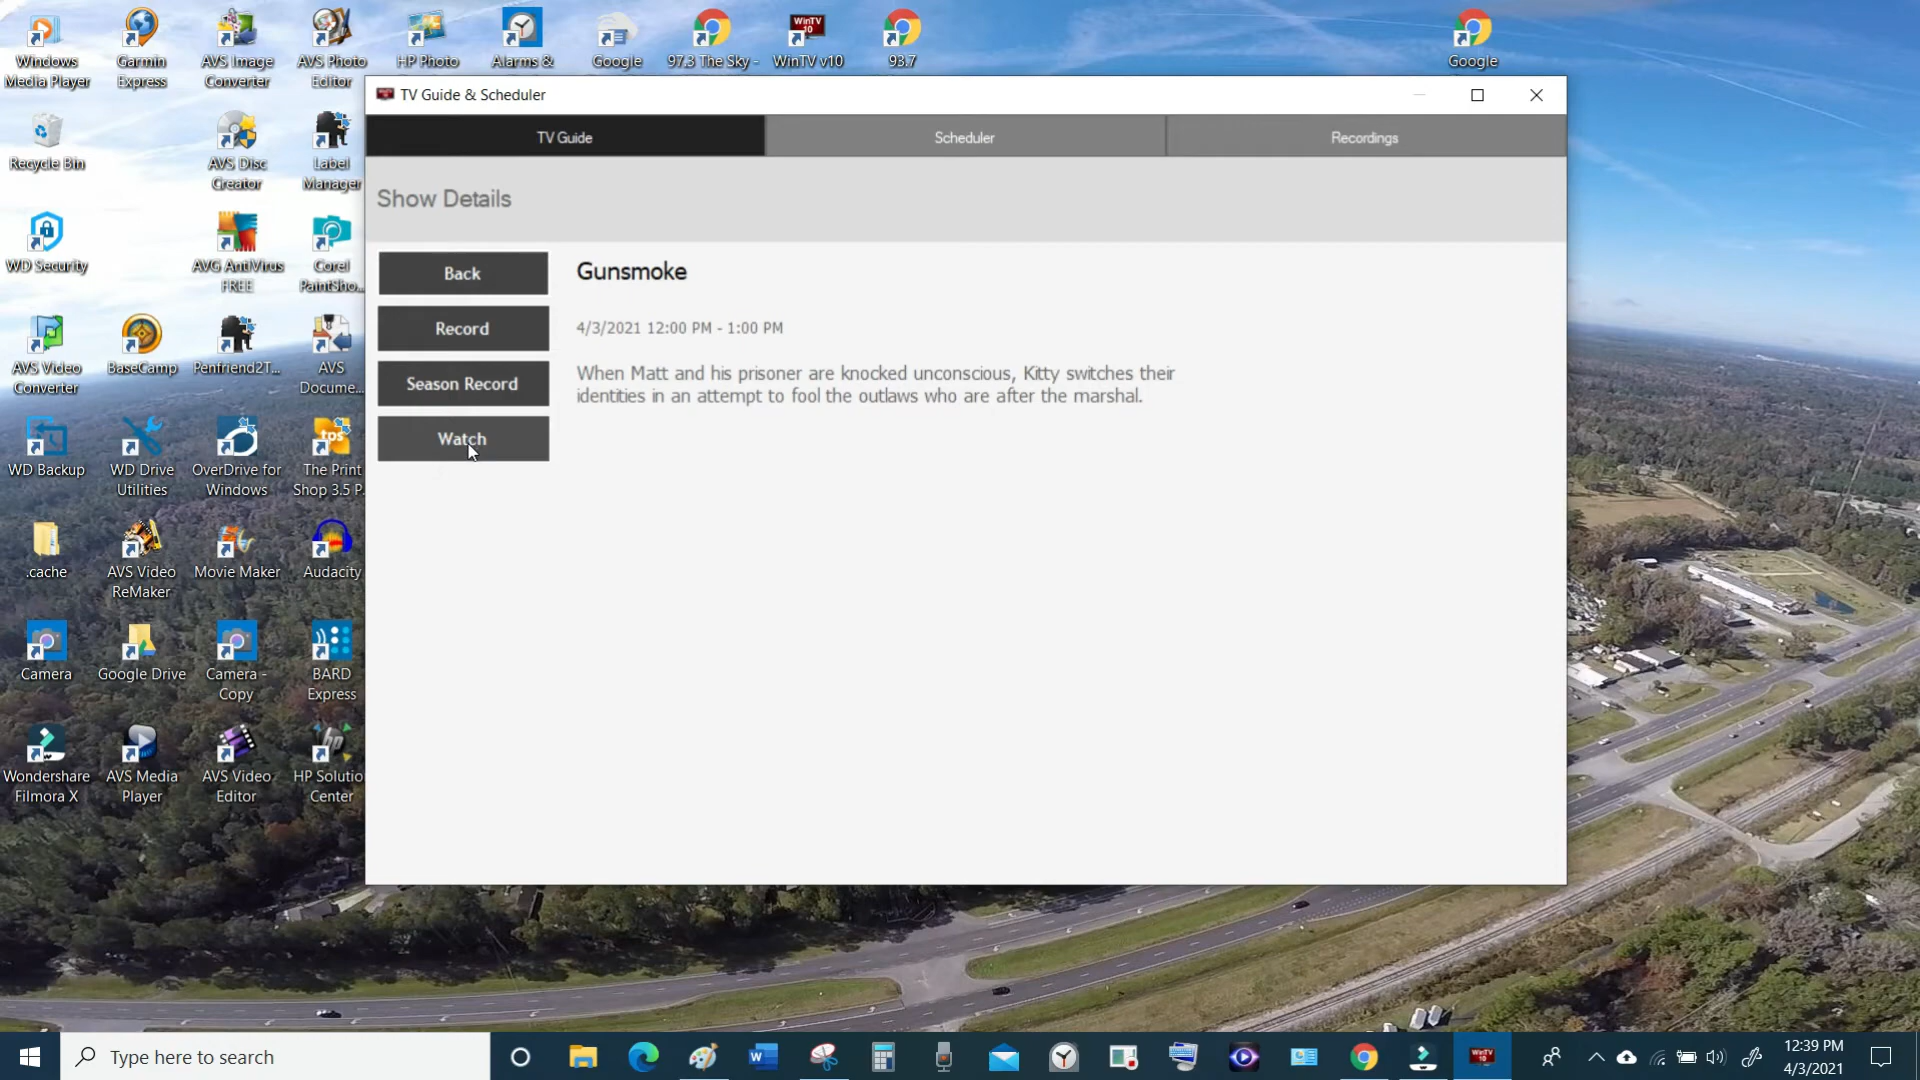 Windows
Media Player
Garmin
Express
AVS Image
Converter
AVS Photo
Editor
HP Photo
Alarms &
Google
97.3 The Sky -
WinTV
10
WinTV v10
93.7
Google
TV Guide & Scheduler
TV Guide
Scheduler
Recordings
Recycle Bin
AVS Disc
Creator
Label
Manager
Show Details
WD Security
AVG AntiVirus
FREE
Corel
PaintSho...
Back
Gunsmoke
Record
4/3/2021 12:00 PM - 1:00 PM
Season Record
When Matt and his prisoner are knocked unconscious, Kitty switches their
identities in an attempt to fool the outlaws who are after the marshal.
Watch
AVS Video
Converter
BaseCamp
Penfriend2T...
AVS
Docume...
WD Backup
WD Drive
Utilities
OverDrive for
Windows
tps
The Print
Shop 3.5 P.
.cache
AVS Video
ReMaker
Movie Maker
Audacity
Camera
Google Drive
Camera -
Copy
BARD
Express
Wondershare
Filmora X
AVS Media
Player
AVS Video
Editor
hp
HP Solutio
Center
Type here to search
W
WinTV
10
12:39 PM
4/3/2021